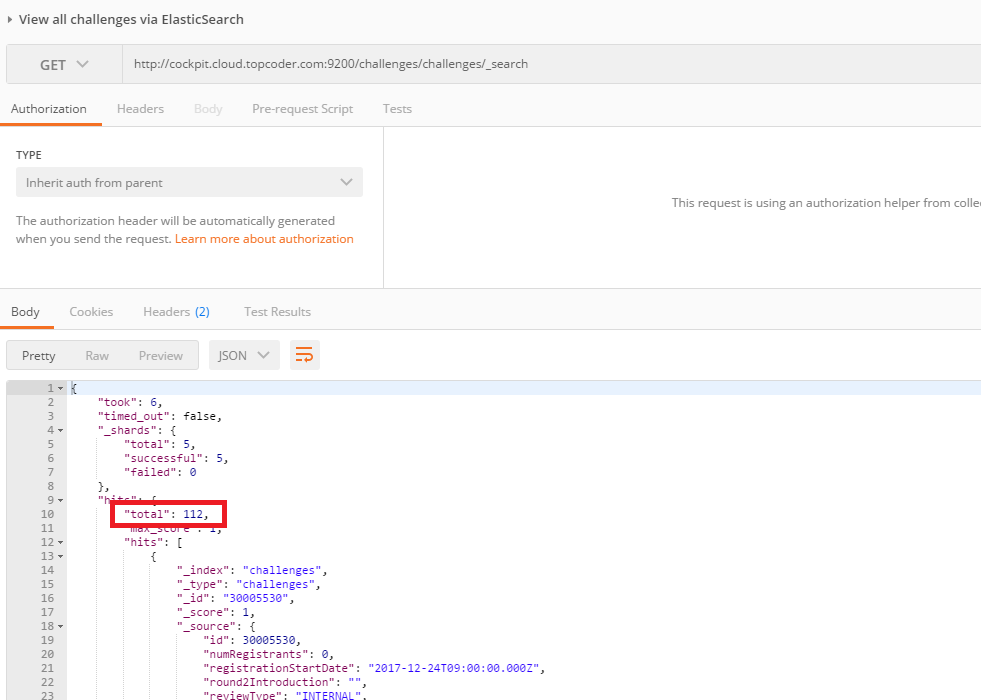 View all challenges via ElasticSearch
GET http://cockpit.cloud.topcoder.com:9200/challenges/challenges/_search
Authorization Headers Body Pre-request Script Tests
TYPE
Inherit auth from parent
The authorization header will be automatically generated
when you send the request. Learn more about authorization
This request is using an authorization helper from colle
Body Cookies Headers (2) Test Results
Pretty Raw Preview JSON
1 {
2 "took": 6,
3 "timed_out": false,
4 "_shards": {
5 "total": 5,
6 "successful": 5,
7 "failed": 0
8 },
9 "hits": {
10 "total": 112,
11 "max_score": 1,
12 "hits": [
13 {
14 "_index": "challenges",
15 "_type": "challenges",
16 "_id": "30005530",
17 "_score": 1,
18 "_source": {
19 "id": 30005530,
20 "numRegistrants": 0,
21 "registrationStartDate": "2017-12-24T09:00:00.000Z",
22 "round2Introduction": "",
23 "reviewType": "INTERNAL",